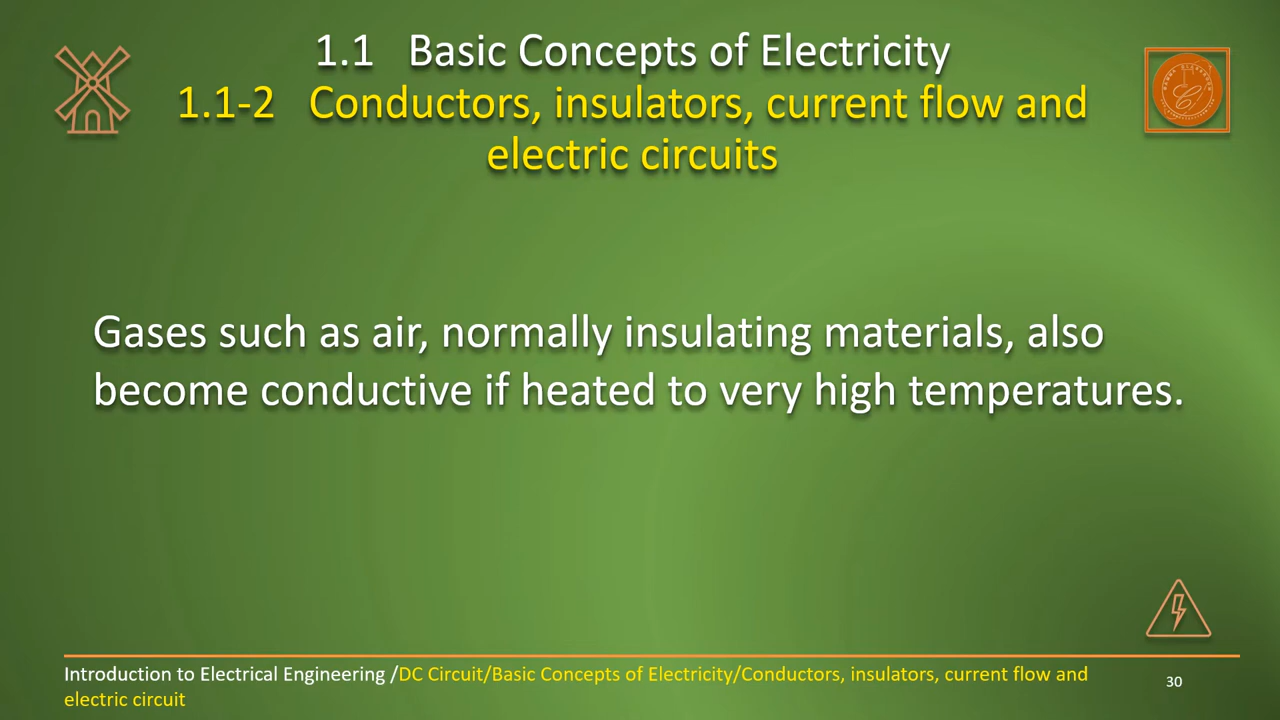 1.1 Basic Concepts of Electricity
1.1-2 Conductors, insulators, current flow and
electric circuits
Gases such as air, normally insulating materials, also
become conductive if heated to very high temperatures.
Introduction to Electrical Engineering /DC Circuit/Basic Concepts of Electricity/Conductors, insulators, current flow and
electric circuit
30